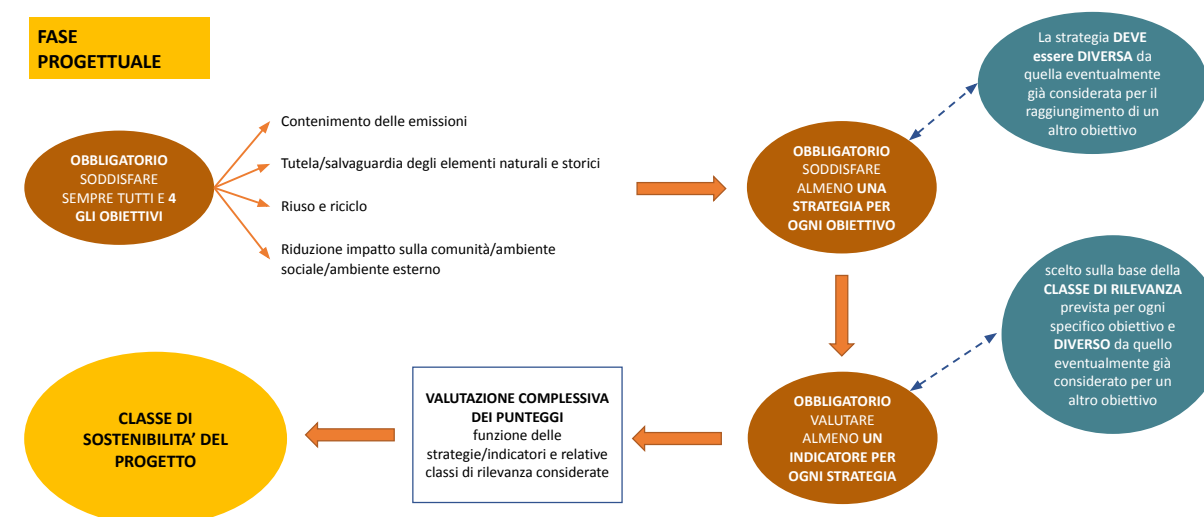 FASE
PROGETTUALE
OBBLIGATORIO
SODDISFARE
SEMPRE TUTTI E 4
GLI OBIETTIVI
Contenimento delle emissioni
Tutela/salvaguardia degli elementi naturali e storici
Riuso e riciclo
Riduzione impatto sulla comunità/ambiente
sociale/ambiente esterno
OBBLIGATORIO
SODDISFARE
ALMENO UNA
STRATEGIA PER
OGNI OBIETTIVO
La strategia DEVE
essere DIVERSA da
quella eventualmente
già considerata per il
raggiungimento di un
altro obiettivo
OBBLIGATORIO
VALUTARE
ALMENO UN
INDICATORE PER
OGNI STRATEGIA
scelto sulla base della
CLASSE DI RILEVANZA
prevista per ogni
specifico obiettivo e
DIVERSO da quello
eventualmente già
considerato per un
altro obiettivo
VALUTAZIONE COMPLESSIVA
DEI PUNTEGGI
funzione delle
strategie/indicatori e relative
classi di rilevanza considerate
CLASSE DI
SOSTENIBILITA’ DEL
PROGETTO